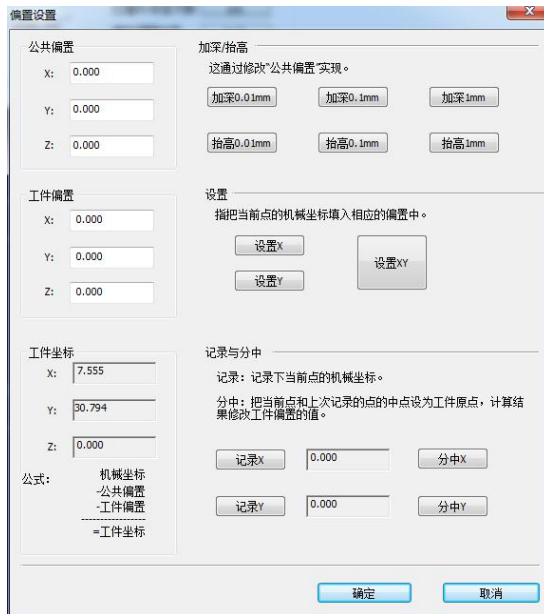 偏置设置
公共偏置
X: 0.000
Y: 0.000
Z: 0.000
加深/抬高
这通过修改"公共偏置"实现。
加深0.01mm 加深0.1mm 加深1mm
抬高0.01mm 抬高0.1mm 抬高1mm
工件偏置
X: 0.000
Y: 0.000
Z: 0.000
设置
指把当前点的机械坐标填入相应的偏置中。
设置X
设置Y
设置XY
工件坐标
X: 7.555
Y: 30.794
Z: 0.000
公式: 机械坐标
-公共偏置
-工件偏置
----------------
=工件坐标
记录与分中
记录：记录下当前点的机械坐标。
分中：把当前点和上次记录的点的中点设为工件原点，计算结
果修改工件偏置的值。
记录X 0.000 分中X
记录Y 0.000 分中Y
确定 取消